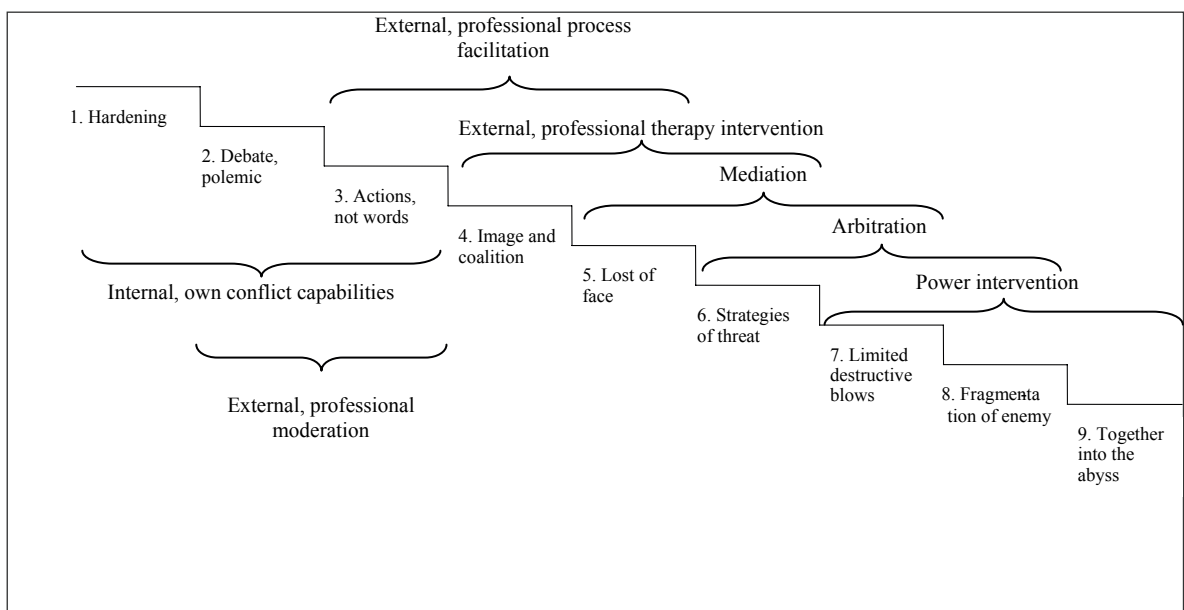 External, professional process
facilitation
1. Hardening
External, professional therapy intervention
2. Debate,
polemic
Mediation
3. Actions,
not words
Arbitration
4. Image and
coalition
5. Lost of
face
Power intervention
Internal, own conflict capabilities
6. Strategies
of threat
7. Limited
destructive
blows
8. Fragmenta-
tion of enemy
External, professional
moderation
9. Together
into the
abyss